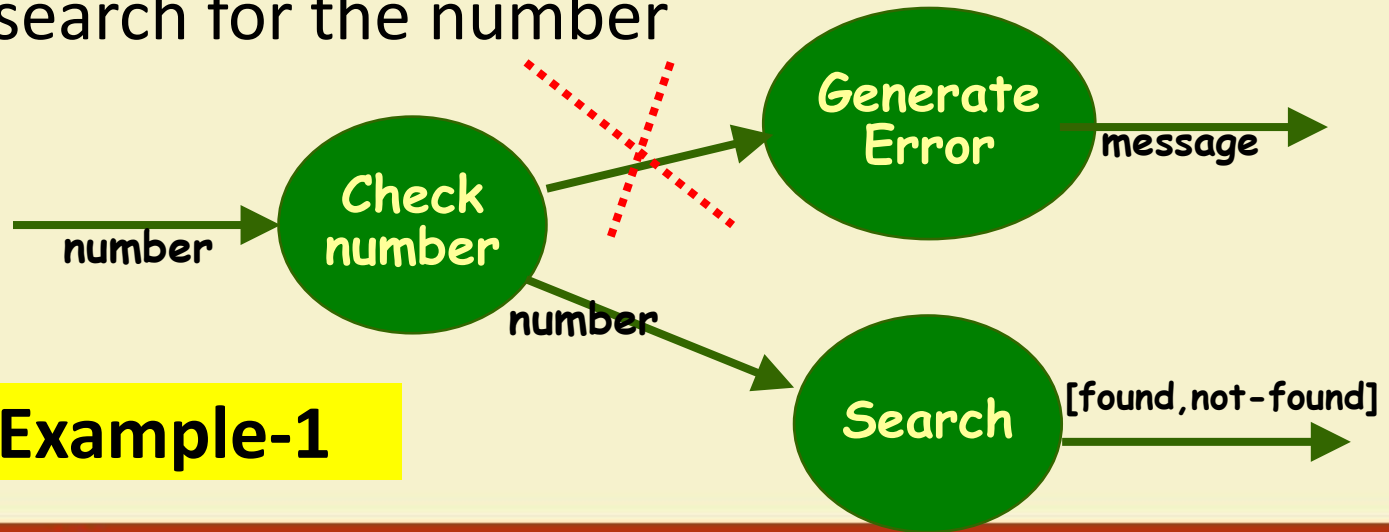 search for the number
Generate
Error
message
Check
number
number
number
[found,not-found]
Search
Example-1